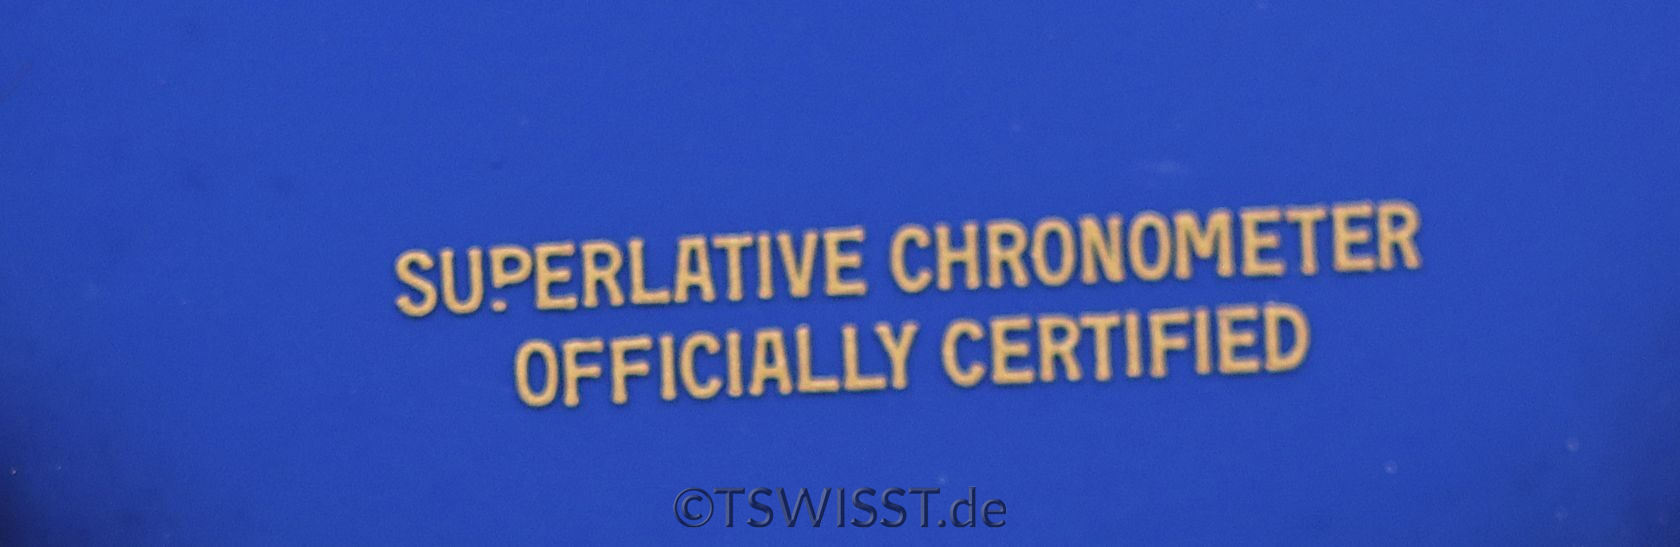 SUPERLATIVE CHRONOMETER
OFFICIALLY CERTIFIED
©TSWISST.de